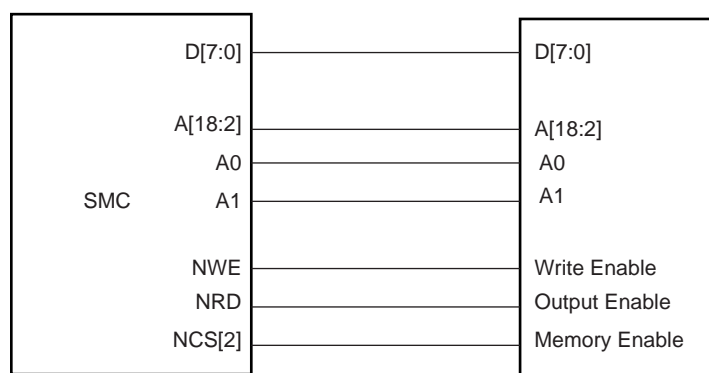 D[7:0] D[7:0]
A[18:2] A[18:2]
A0 A0
SMC A1 A1
NWE Write Enable
NRD Output Enable
NCS[2] Memory Enable